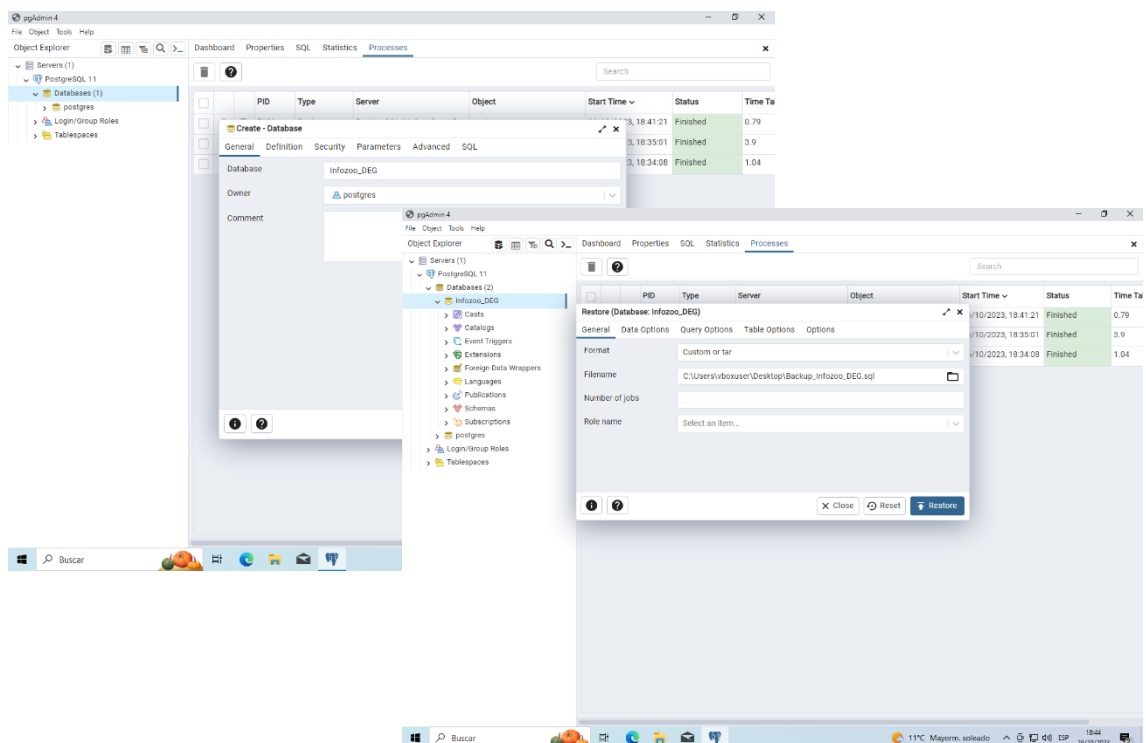 pgAdmin 4
File Object Tools Help
Object Explorer
Dashboard Properties SQL Statistics Processes
Servers (1)
PostgreSQL 11
Databases (1)
postgres
Login/Group Roles
Tablespaces
Search
PID Type Server Object Start Time Status Time Ta
3, 18:41:21 Finished 0.79
3, 18:35:01 Finished 3.9
3, 18:34:08 Finished 1.04
Create - Database
General Definition Security Parameters Advanced SQL
Database Infozoo_DEG
Owner postgres
Comment
Buscar
pgAdmin 4
File Object Tools Help
Object Explorer
Dashboard Properties SQL Statistics Processes
Servers (1)
PostgreSQL 11
Databases (2)
Infozoo_DEG
Casts
Catalogs
Event Triggers
Extensions
Foreign Data Wrappers
Languages
Publications
Schemas
Subscriptions
postgres
Login/Group Roles
Tablespaces
Search
PID Type Server Object Start Time Status Time Ta
/10/2023, 18:41:21 Finished 0.79
/10/2023, 18:35:01 Finished 3.9
/10/2023, 18:34:08 Finished 1.04
Restore (Database: Infozoo_DEG)
General Data Options Query Options Table Options Options
Format Custom or tar
Filename C:\Users\vboxuser\Desktop\Backup_Infozoo_DEG.sql
Number of jobs
Role name Select an item...
Close Reset Restore
Buscar
11°C Mayorm. soleado ESP 18:44